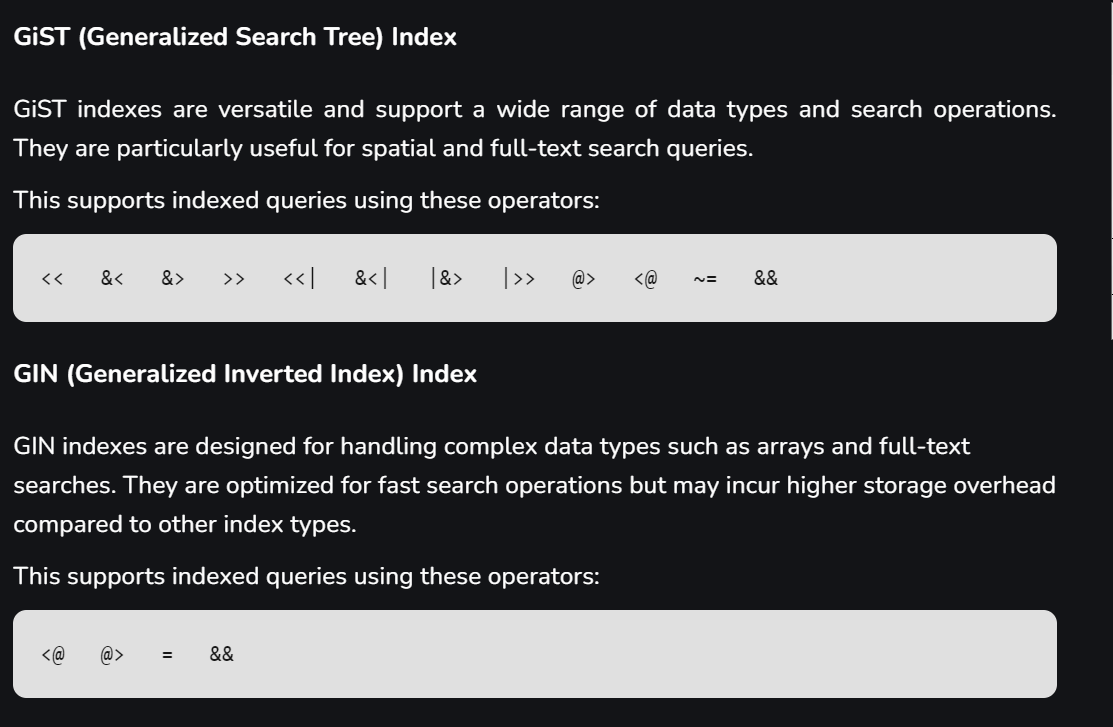 GiST (Generalized Search Tree) Index
GiST indexes are versatile and support a wide range of data types and search operations.
They are particularly useful for spatial and full-text search queries.
This supports indexed queries using these operators:
<< &< &> >> <<| &<| |&> |>> @> <@ ~= &&
GIN (Generalized Inverted Index) Index
GIN indexes are designed for handling complex data types such as arrays and full-text
searches. They are optimized for fast search operations but may incur higher storage overhead
compared to other index types.
This supports indexed queries using these operators:
<@ @> = &&